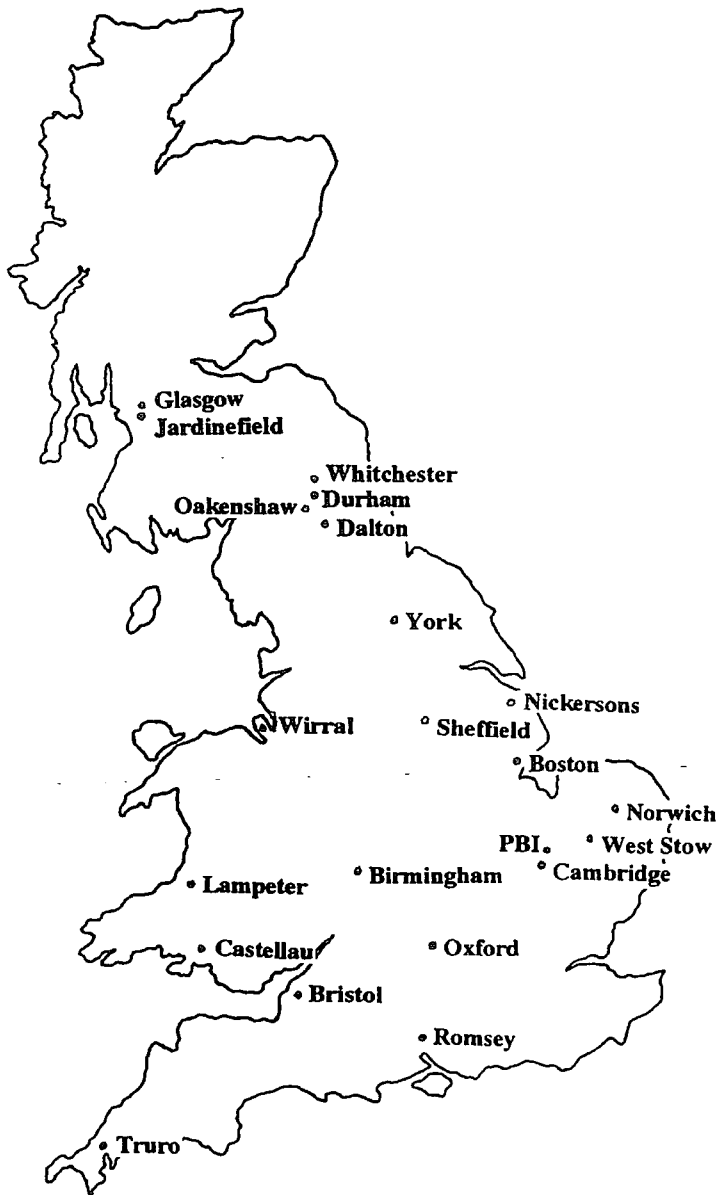 Glasgow
Jardinefield
Whitchester
Durham
Oakenshaw
Dalton
York
Nickersons
Wirral
Sheffield
Boston
Norwich
PBI
West Stow
Birmingham
Cambridge
Lampeter
Castellau
Oxford
Bristol
Romsey
Truro